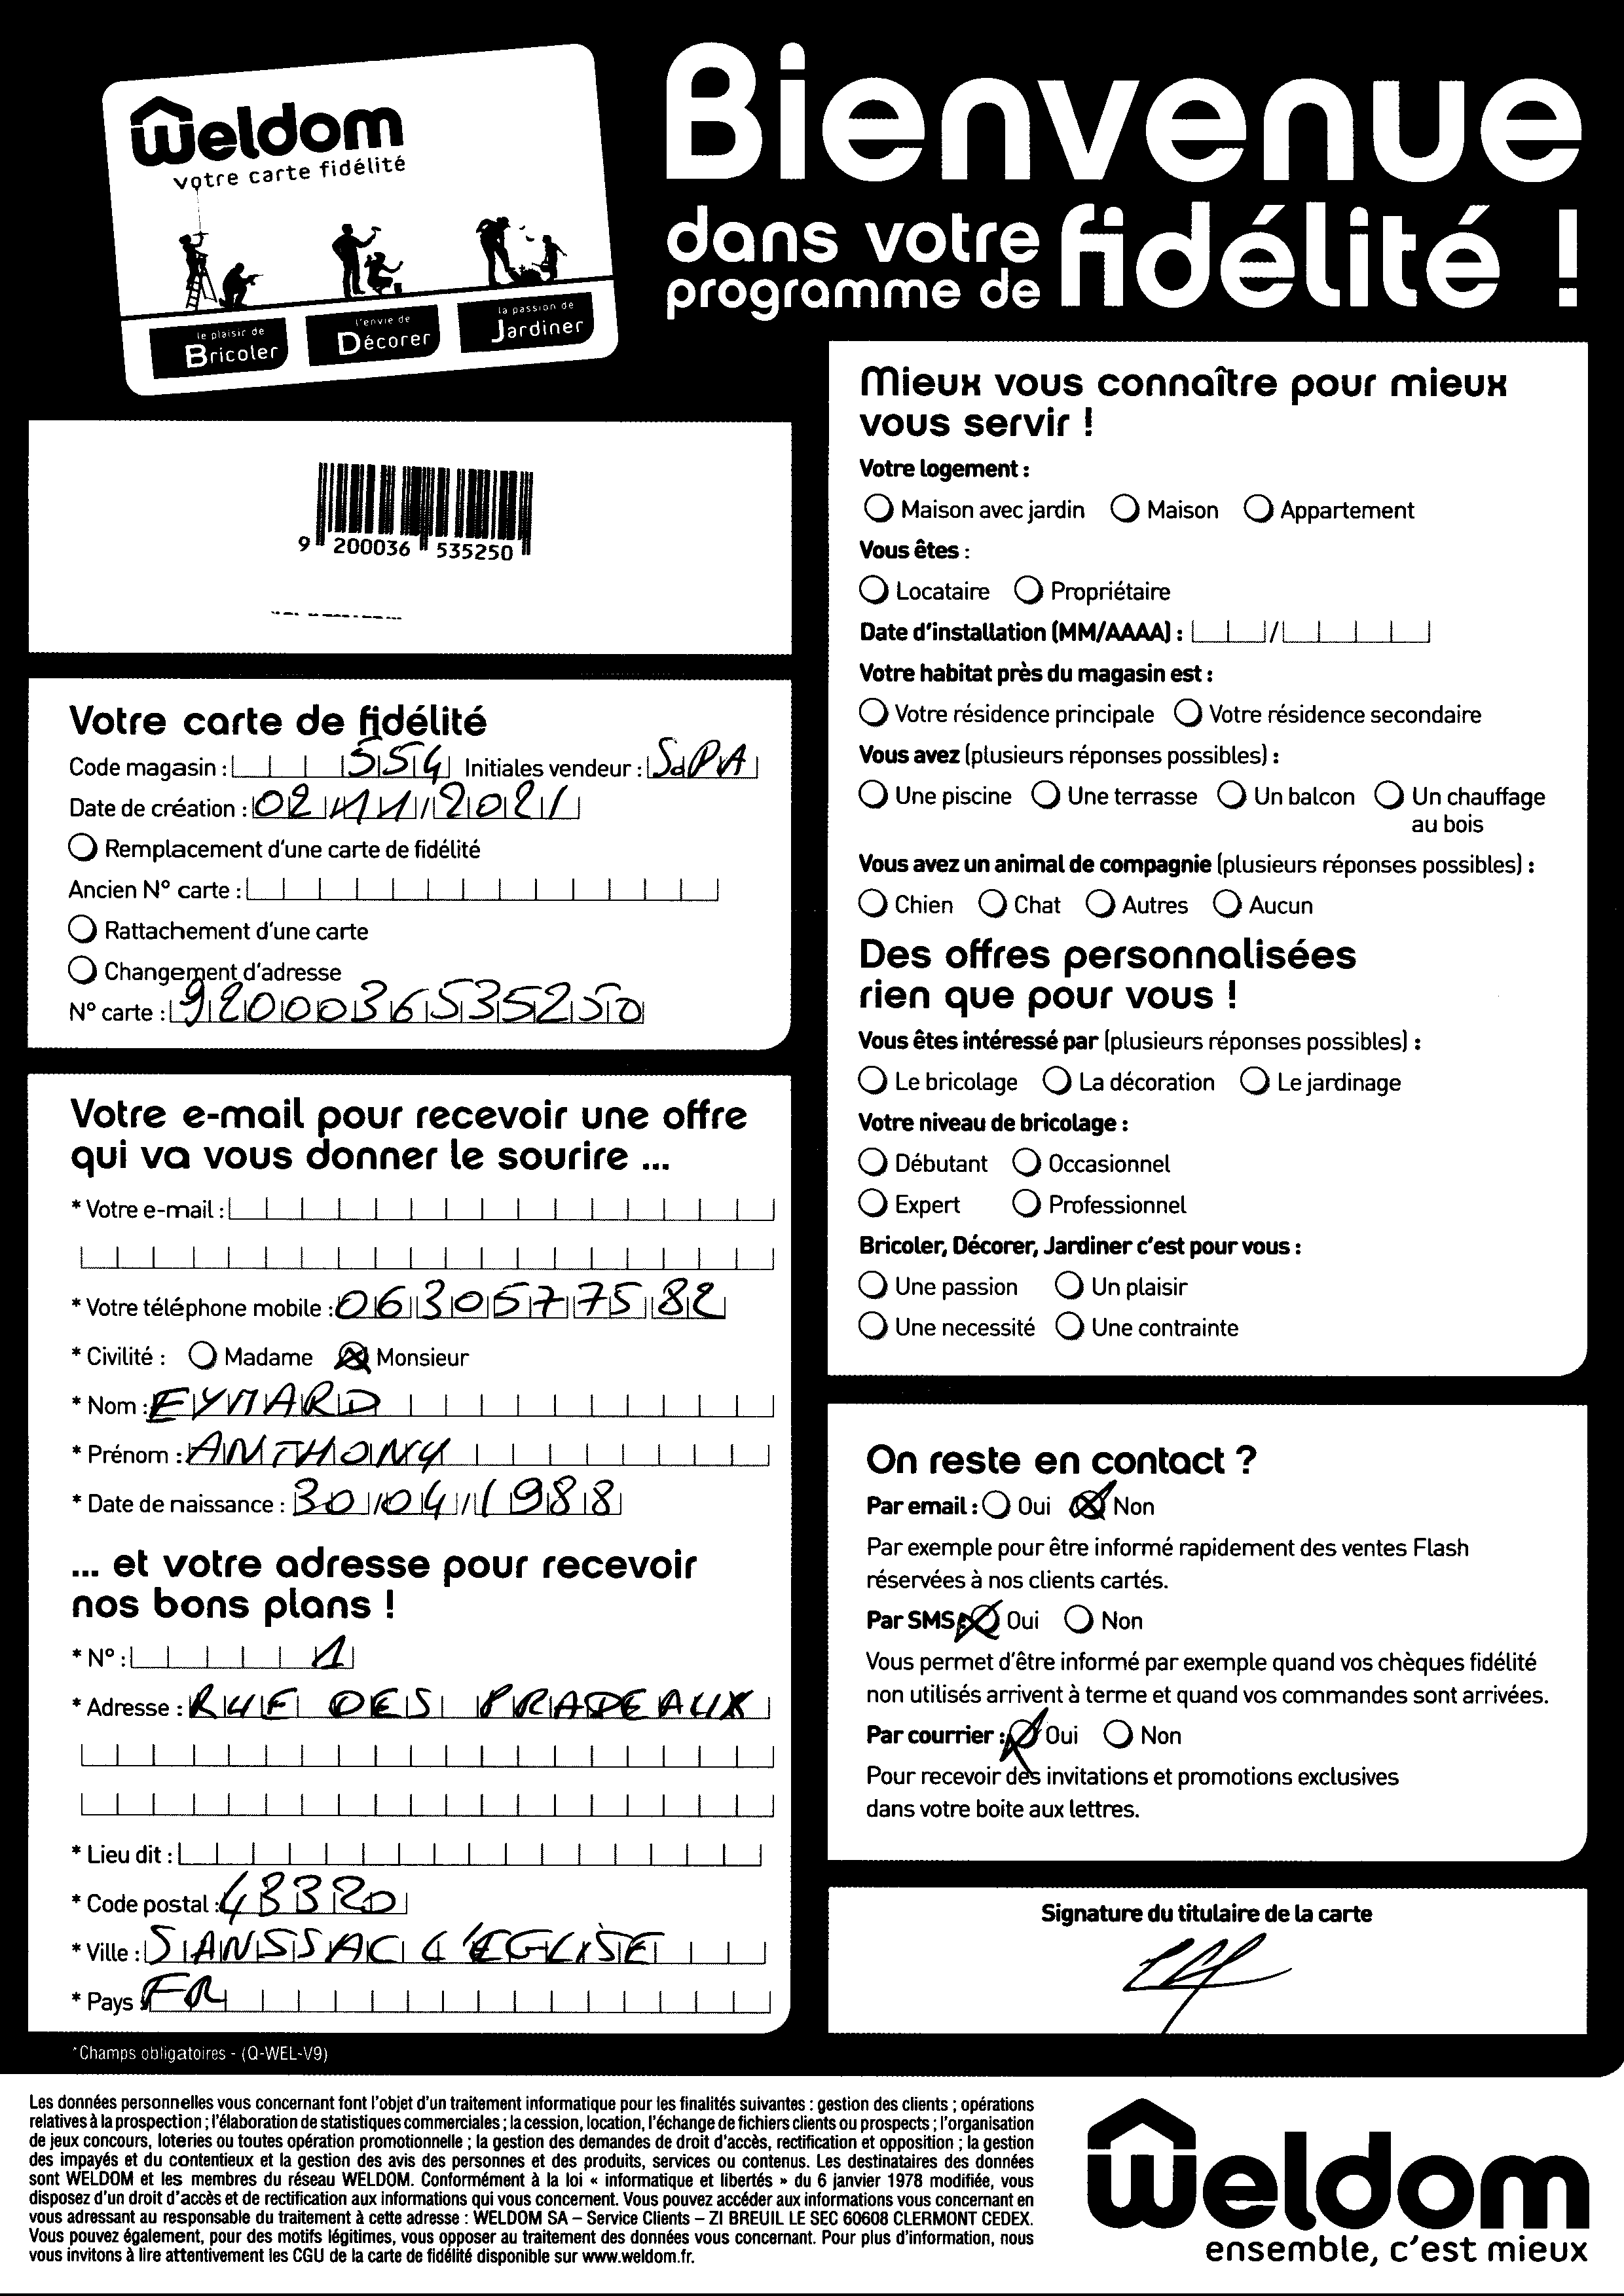 Weldom
votre carte fidélité
le plaisir de
Bricoler
l'envie de
Décorer
la passion de
Jardiner
Bienvenue
dans votre
programme de fidélité !
9 200036 535250
Votre carte de fidélité
Code magasin : 554 Initiales vendeur : S.PA
Date de création : 02/11/2021
Remplacement d'une carte de fidélité
Ancien N° carte :
Rattachement d'une carte
Changement d'adresse
N° carte : 9200036535250
Votre e-mail pour recevoir une offre
qui va vous donner le sourire ...
* Votre e-mail :
* Votre téléphone mobile : 0630577582
* Civilité : Madame Monsieur
* Nom : EYMARD
* Prénom : ANTHONY
* Date de naissance : 30/04/1988
... et votre adresse pour recevoir
nos bons plans !
* N° : 1
* Adresse : RUE DES PRADEAUX
* Lieu dit :
* Code postal : 43320
* Ville : SANSSAC L'EGLISE
* Pays FR
*Champs obligatoires - (Q-WEL-V9)
Mieux vous connaître pour mieux
vous servir !
Votre logement :
Maison avec jardin Maison Appartement
Vous êtes :
Locataire Propriétaire
Date d'installation (MM/AAAA) : /
Votre habitat près du magasin est :
Votre résidence principale Votre résidence secondaire
Vous avez (plusieurs réponses possibles) :
Une piscine Une terrasse Un balcon Un chauffage
au bois
Vous avez un animal de compagnie (plusieurs réponses possibles) :
Chien Chat Autres Aucun
Des offres personnalisées
rien que pour vous !
Vous êtes intéressé par (plusieurs réponses possibles) :
Le bricolage La décoration Le jardinage
Votre niveau de bricolage :
Débutant Occasionnel
Expert Professionnel
Bricoler, Décorer, Jardiner c'est pour vous :
Une passion Un plaisir
Une necessité Une contrainte
On reste en contact ?
Par email : Oui Non
Par exemple pour être informé rapidement des ventes Flash
réservées à nos clients cartés.
Par SMS : Oui Non
Vous permet d'être informé par exemple quand vos chèques fidélité
non utilisés arrivent à terme et quand vos commandes sont arrivées.
Par courrier : Oui Non
Pour recevoir des invitations et promotions exclusives
dans votre boite aux lettres.
Signature du titulaire de la carte
Les données personnelles vous concernant font l'objet d'un traitement informatique pour les finalités suivantes : gestion des clients ; opérations
relatives à la prospection ; l'élaboration de statistiques commerciales ; la cession, location, l'échange de fichiers clients ou prospects ; l'organisation
de jeux concours, loteries ou toutes opération promotionnelle ; la gestion des demandes de droit d'accès, rectification et opposition ; la gestion
des impayés et du contentieux et la gestion des avis des personnes et des produits, services ou contenus. Les destinataires des données
sont WELDOM et les membres du réseau WELDOM. Conformément à la loi « informatique et libertés » du 6 janvier 1978 modifiée, vous
disposez d'un droit d'accès et de rectification aux informations qui vous concernent. Vous pouvez accéder aux informations vous concernant en
vous adressant au responsable du traitement à cette adresse : WELDOM SA – Service Clients – ZI BREUIL LE SEC 60608 CLERMONT CEDEX.
Vous pouvez également, pour des motifs légitimes, vous opposer au traitement des données vous concernant. Pour plus d'information, nous
vous invitons à lire attentivement les CGU de la carte de fidélité disponible sur www.weldom.fr.
Weldom
ensemble, c'est mieux